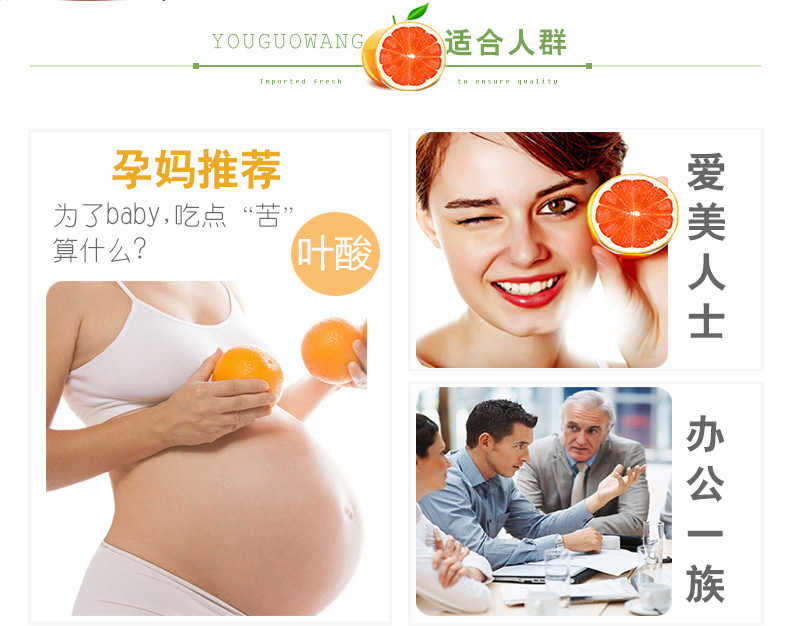 YOUGUOWANG
适合人群
Imported fresh
to ensure quality
孕妈推荐
为了baby,吃点“苦”
算什么?
叶酸
爱美人士
办公一族